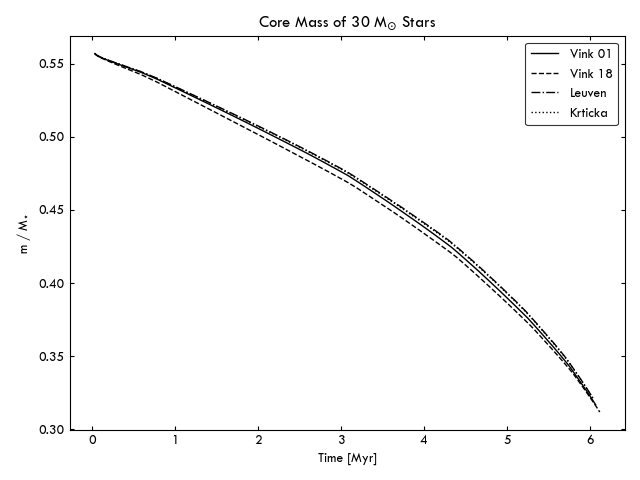 Core Mass of 30 M☉ Stars
Vink 01
Vink 18
Leuven
Krticka
0.55
0.50
0.45
0.40
0.35
0.30
m / M⋆
0 1 2 3 4 5 6
Time [Myr]